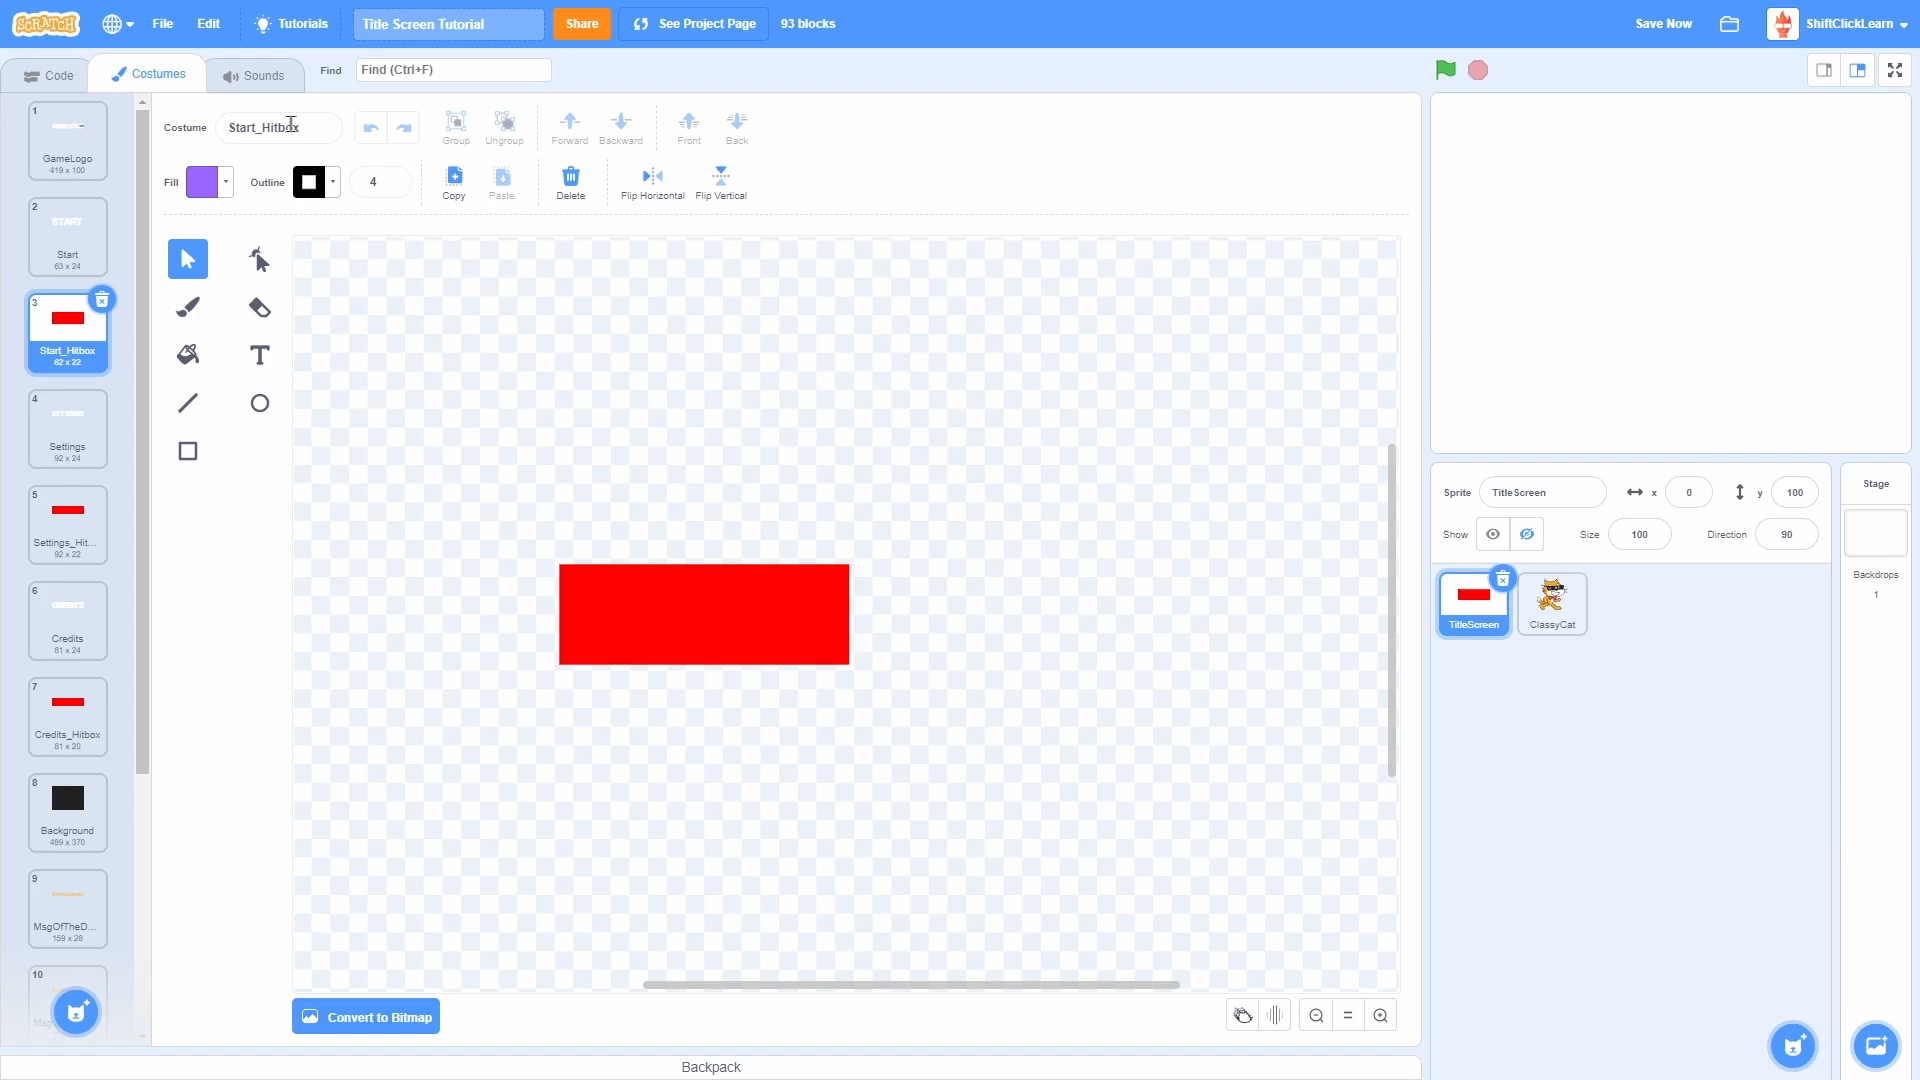 SCRATCH File Edit Tutorials Title Screen Tutorial Share See Project Page 93 blocks Save Now ShiftClickLearn
Code Costumes Sounds Find Find (Ctrl+F)
Costume Start_Hitbox Group Ungroup Forward Backward Front Back
Fill Outline 4 Copy Paste Delete Flip Horizontal Flip Vertical
1
GameLogo
419 x 100
2
START
Start
63 x 24
3
Start_Hitbox
62 x 22
4
SETTINGS
Settings
92 x 24
5
Settings_Hit...
92 x 22
6
CREDITS
Credits
81 x 24
7
Credits_Hitbox
81 x 20
8
Background
489 x 370
9
MsgOfTheD...
159 x 28
10
Convert to Bitmap
Backpack
Sprite TitleScreen x 0 y 100
Show Size 100 Direction 90
TitleScreen
ClassyCat
Stage
Backdrops
1